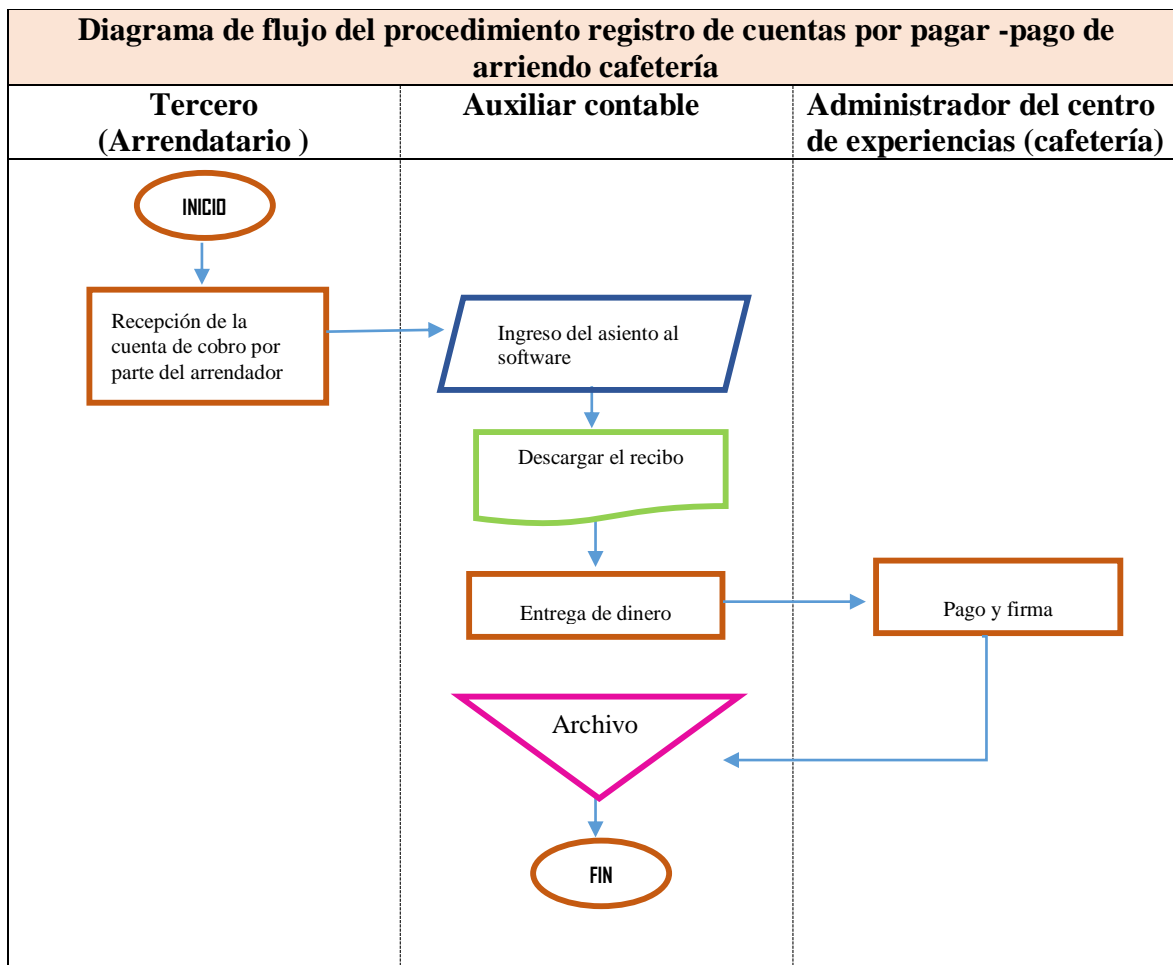 Diagrama de flujo del procedimiento registro de cuentas por pagar -pago de
arriendo cafetería
Tercero
(Arrendatario )
Auxiliar contable
Administrador del centro
de experiencias (cafetería)
INICIO
Recepción de la
cuenta de cobro por
parte del arrendador
Ingreso del asiento al
software
Descargar el recibo
Entrega de dinero
Pago y firma
Archivo
FIN